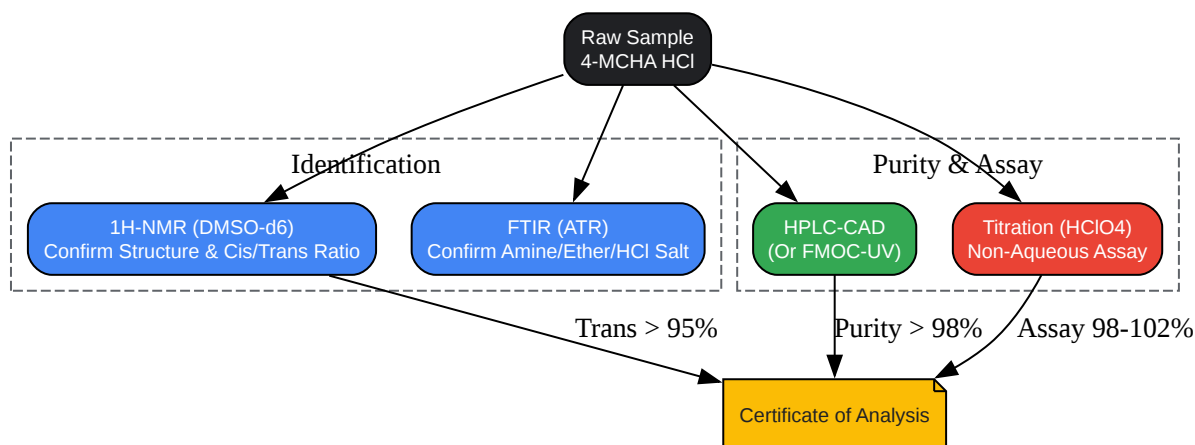 Raw Sample
4-MCHA HCl
Identification
Purity & Assay
1H-NMR (DMSO-d6)
Confirm Structure & Cis/Trans Ratio
FTIR (ATR)
Confirm Amine/Ether/HCl Salt
HPLC-CAD
(Or FMOC-UV)
Titration (HClO4)
Non-Aqueous Assay
Trans > 95%
Purity > 98%
Assay 98-102%
Certificate of Analysis